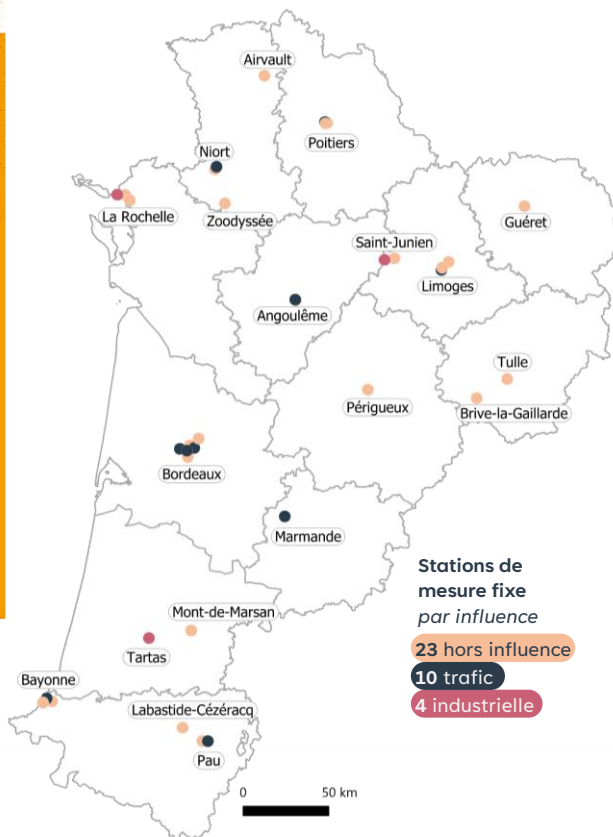 Airvault
Poitiers
Niort
La Rochelle
Zoodyssée
Guéret
Saint-Junien
Limoges
Angoulême
Tulle
Périgueux
Brive-la-Gaillarde
Bordeaux
Marmande
Stations de
mesure fixe
par influence
23 hors influence
10 trafic
4 industrielle
Mont-de-Marsan
Tartas
Bayonne
Labastide-Cézéracq
Pau
0 50 km